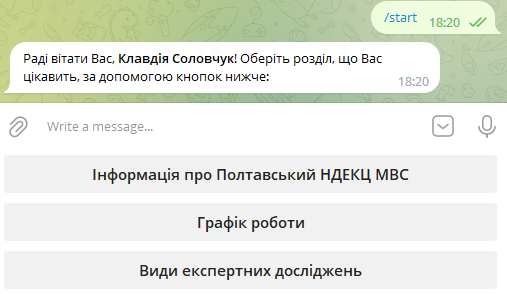 /start
18:20
Раді вітати Вас, Клавдія Соловчук! Оберіть розділ, що Вас
цікавить, за допомогою кнопок нижче:
18:20
Write a message...
Інформація про Полтавський НДЕКЦ МВС
Графік роботи
Види експертних досліджень